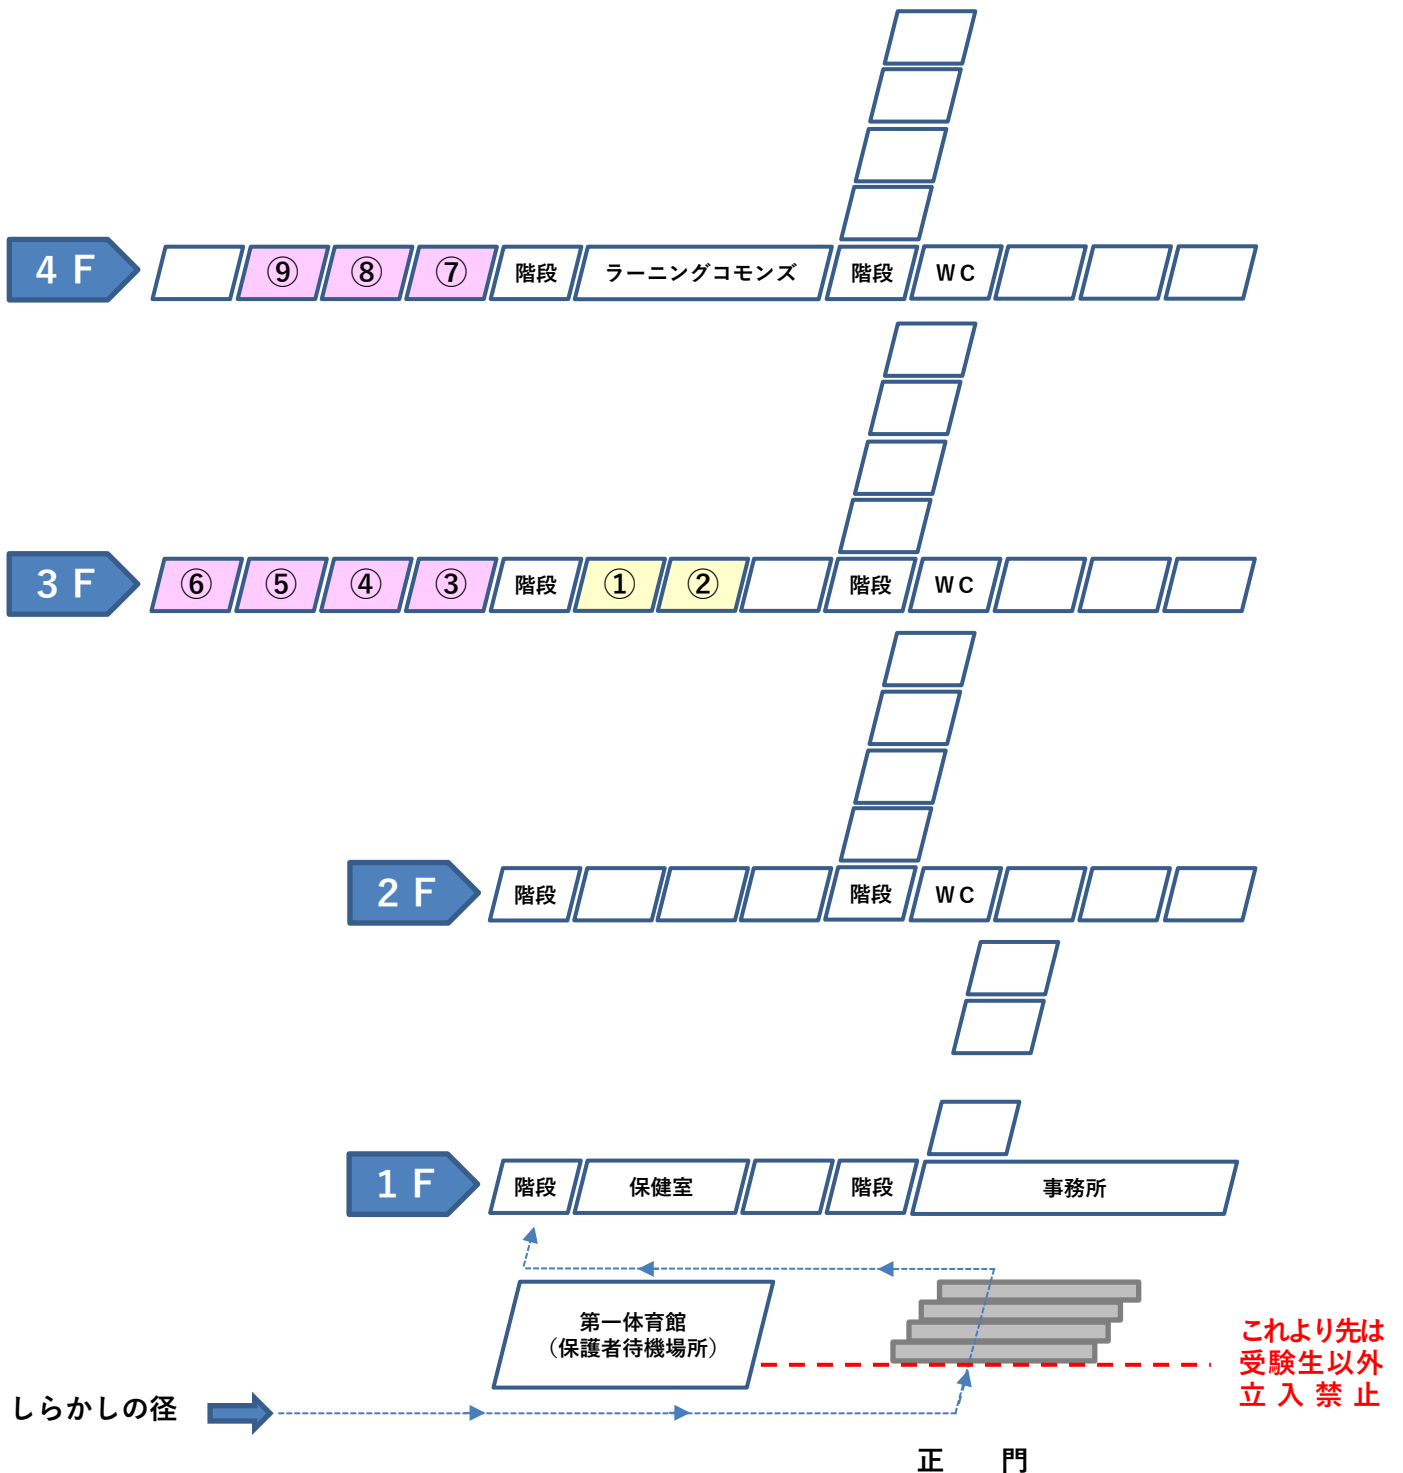 4 F
⑨ ⑧ ⑦ 階段 ラーニングコモンズ 階段 WC
3 F
⑥ ⑤ ④ ③ 階段 ① ② 階段 WC
2 F
階段 階段 WC
1 F
階段 保健室 階段 事務所
第一体育館
（保護者待機場所）
これより先は
受験生以外
立入禁止
しらかしの径
正　門